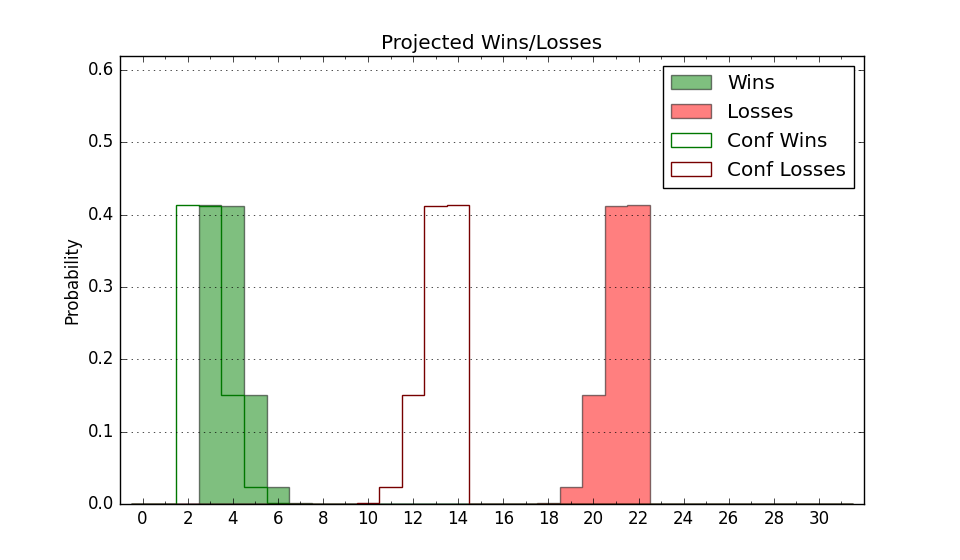 Projected Wins/Losses
0.6
0.5
0.4
0.3
0.2
0.1
0.0
Probability
Wins
Losses
Conf Wins
Conf Losses
0 2 4 6 8 10 12 14 16 18 20 22 24 26 28 30